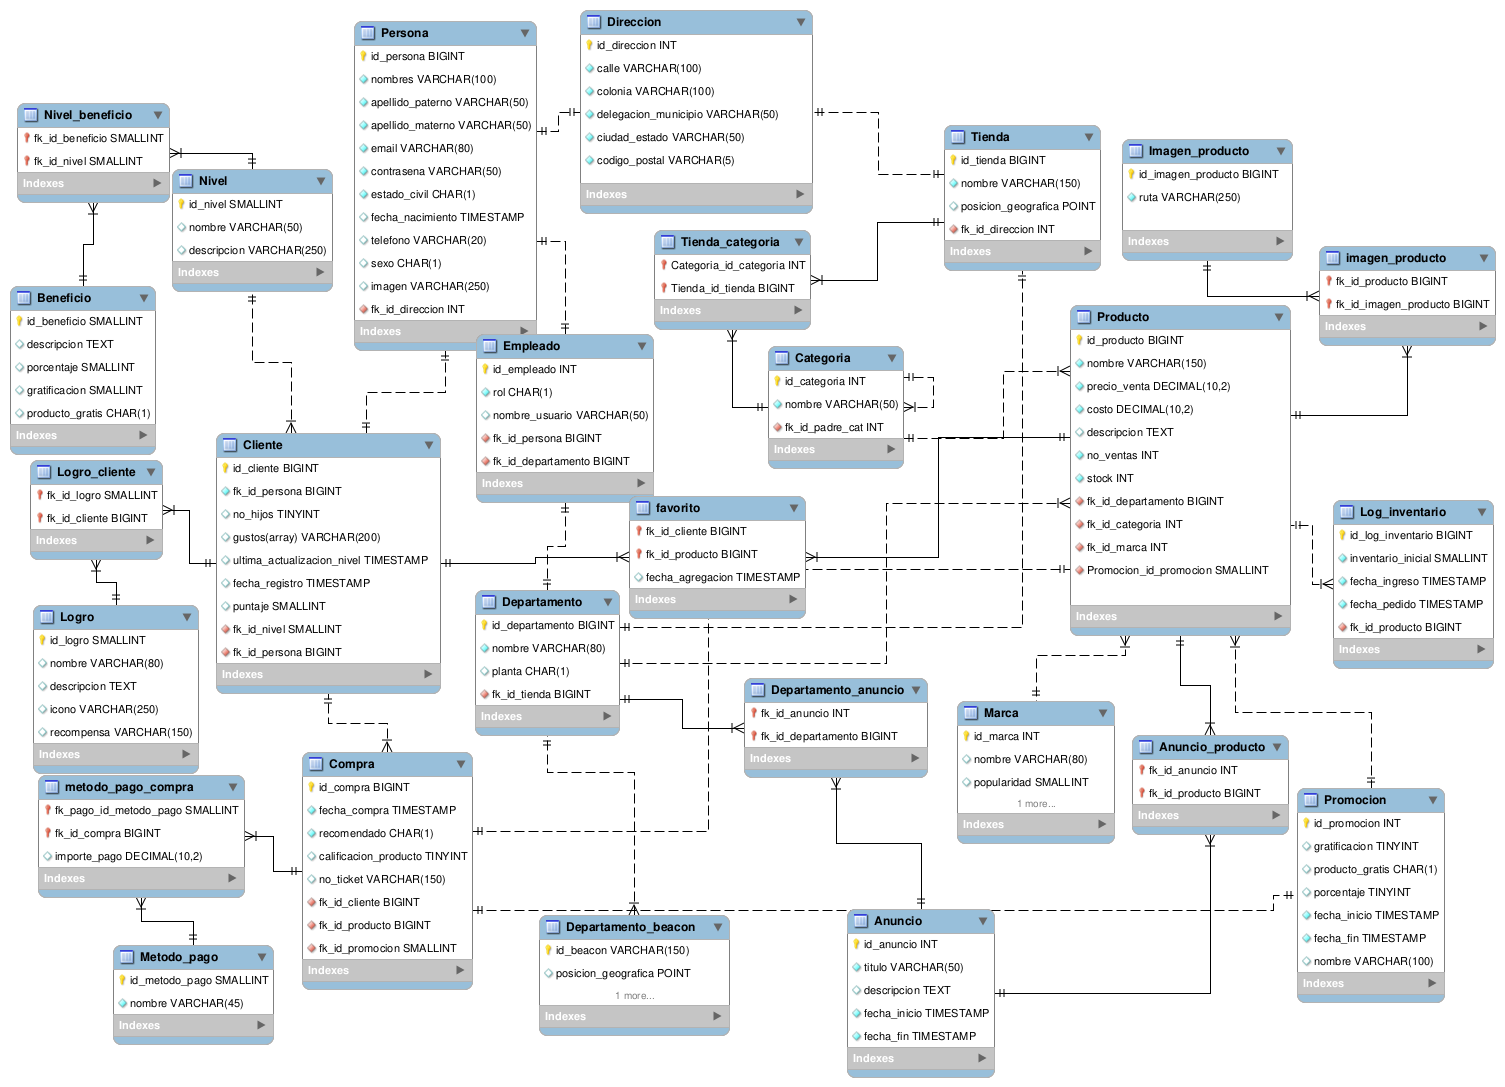 Persona
id_persona BIGINT
nombres VARCHAR(100)
apellido_paterno VARCHAR(50)
apellido_materno VARCHAR(50)
email VARCHAR(80)
contrasena VARCHAR(50)
estado_civil CHAR(1)
fecha_nacimiento TIMESTAMP
telefono VARCHAR(20)
sexo CHAR(1)
imagen VARCHAR(250)
fk_id_direccion INT
Indexes
Direccion
id_direccion INT
calle VARCHAR(100)
colonia VARCHAR(100)
delegacion_municipio VARCHAR(50)
ciudad_estado VARCHAR(50)
codigo_postal VARCHAR(5)
Indexes
Nivel_beneficio
fk_id_beneficio SMALLINT
fk_id_nivel SMALLINT
Indexes
Nivel
id_nivel SMALLINT
nombre VARCHAR(50)
descripcion VARCHAR(250)
Indexes
Tienda
id_tienda BIGINT
nombre VARCHAR(150)
posicion_geografica POINT
fk_id_direccion INT
Indexes
Imagen_producto
id_imagen_producto BIGINT
ruta VARCHAR(250)
Indexes
Tienda_categoria
Categoria_id_categoria INT
Tienda_id_tienda BIGINT
Indexes
imagen_producto
fk_id_producto BIGINT
fk_id_imagen_producto BIGINT
Indexes
Beneficio
id_beneficio SMALLINT
descripcion TEXT
porcentaje SMALLINT
gratificacion SMALLINT
producto_gratis CHAR(1)
Indexes
Empleado
id_empleado INT
rol CHAR(1)
nombre_usuario VARCHAR(50)
fk_id_persona BIGINT
fk_id_departamento BIGINT
Indexes
Categoria
id_categoria INT
nombre VARCHAR(50)
fk_id_padre_cat INT
Indexes
Producto
id_producto BIGINT
nombre VARCHAR(150)
precio_venta DECIMAL(10,2)
costo DECIMAL(10,2)
descripcion TEXT
no_ventas INT
stock INT
fk_id_departamento BIGINT
fk_id_categoria INT
fk_id_marca INT
Promocion_id_promocion SMALLINT
Indexes
Cliente
id_cliente BIGINT
fk_id_persona BIGINT
no_hijos TINYINT
gustos(array) VARCHAR(200)
ultima_actualizacion_nivel TIMESTAMP
fecha_registro TIMESTAMP
puntaje SMALLINT
fk_id_nivel SMALLINT
fk_id_persona BIGINT
Indexes
Logro_cliente
fk_id_logro SMALLINT
fk_id_cliente BIGINT
Indexes
favorito
fk_id_cliente BIGINT
fk_id_producto BIGINT
fecha_agregacion TIMESTAMP
Indexes
Log_inventario
id_log_inventario BIGINT
inventario_inicial SMALLINT
fecha_ingreso TIMESTAMP
fecha_pedido TIMESTAMP
fk_id_producto BIGINT
Indexes
Logro
id_logro SMALLINT
nombre VARCHAR(80)
descripcion TEXT
icono VARCHAR(250)
recompensa VARCHAR(150)
Indexes
Departamento
id_departamento BIGINT
nombre VARCHAR(80)
planta CHAR(1)
fk_id_tienda BIGINT
Indexes
Departamento_anuncio
fk_id_anuncio INT
fk_id_departamento BIGINT
Indexes
Marca
id_marca INT
nombre VARCHAR(80)
popularidad SMALLINT
1 more...
Indexes
Anuncio_producto
fk_id_anuncio INT
fk_id_producto BIGINT
Indexes
Promocion
id_promocion INT
gratificacion TINYINT
producto_gratis CHAR(1)
porcentaje TINYINT
fecha_inicio TIMESTAMP
fecha_fin TIMESTAMP
nombre VARCHAR(100)
Indexes
Compra
id_compra BIGINT
fecha_compra TIMESTAMP
recomendado CHAR(1)
calificacion_producto TINYINT
no_ticket VARCHAR(150)
fk_id_cliente BIGINT
fk_id_producto BIGINT
fk_id_promocion SMALLINT
Indexes
metodo_pago_compra
fk_pago_id_metodo_pago SMALLINT
fk_id_compra BIGINT
importe_pago DECIMAL(10,2)
Indexes
Metodo_pago
id_metodo_pago SMALLINT
nombre VARCHAR(45)
Indexes
Departamento_beacon
id_beacon VARCHAR(150)
posicion_geografica POINT
1 more...
Indexes
Anuncio
id_anuncio INT
titulo VARCHAR(50)
descripcion TEXT
fecha_inicio TIMESTAMP
fecha_fin TIMESTAMP
Indexes